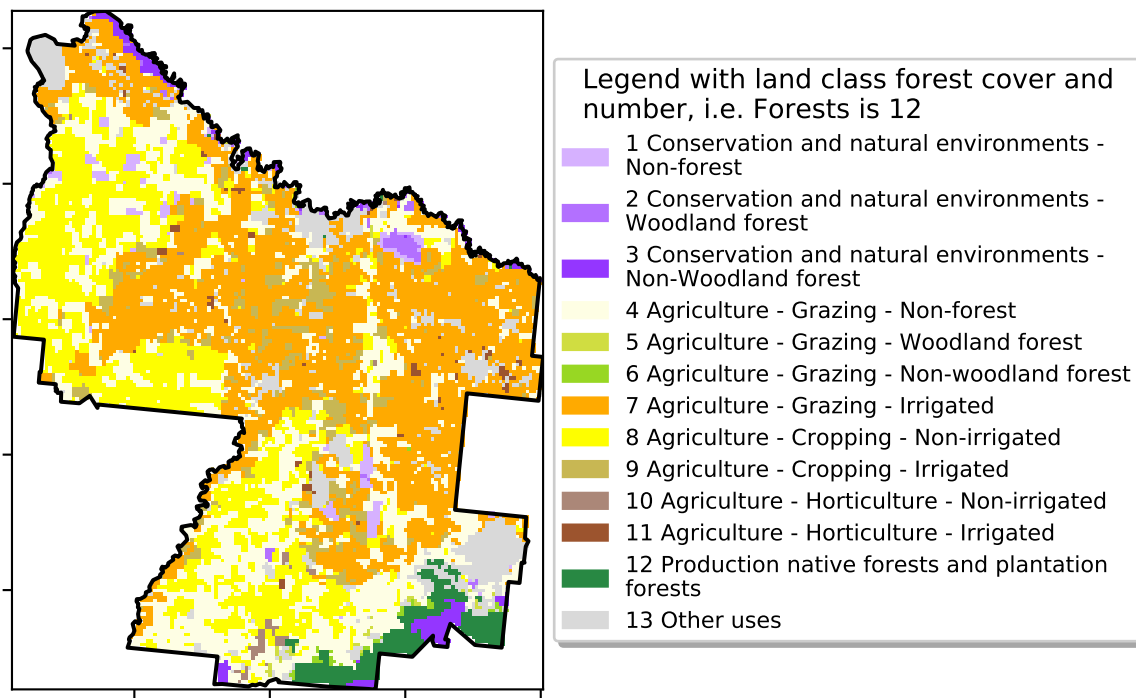 Legend with land class forest cover and
number, i.e. Forests is 12
1 Conservation and natural environments -
Non-forest
2 Conservation and natural environments -
Woodland forest
3 Conservation and natural environments -
Non-Woodland forest
4 Agriculture - Grazing - Non-forest
5 Agriculture - Grazing - Woodland forest
6 Agriculture - Grazing - Non-woodland forest
7 Agriculture - Grazing - Irrigated
8 Agriculture - Cropping - Non-irrigated
9 Agriculture - Cropping - Irrigated
10 Agriculture - Horticulture - Non-irrigated
11 Agriculture - Horticulture - Irrigated
12 Production native forests and plantation
forests
13 Other uses